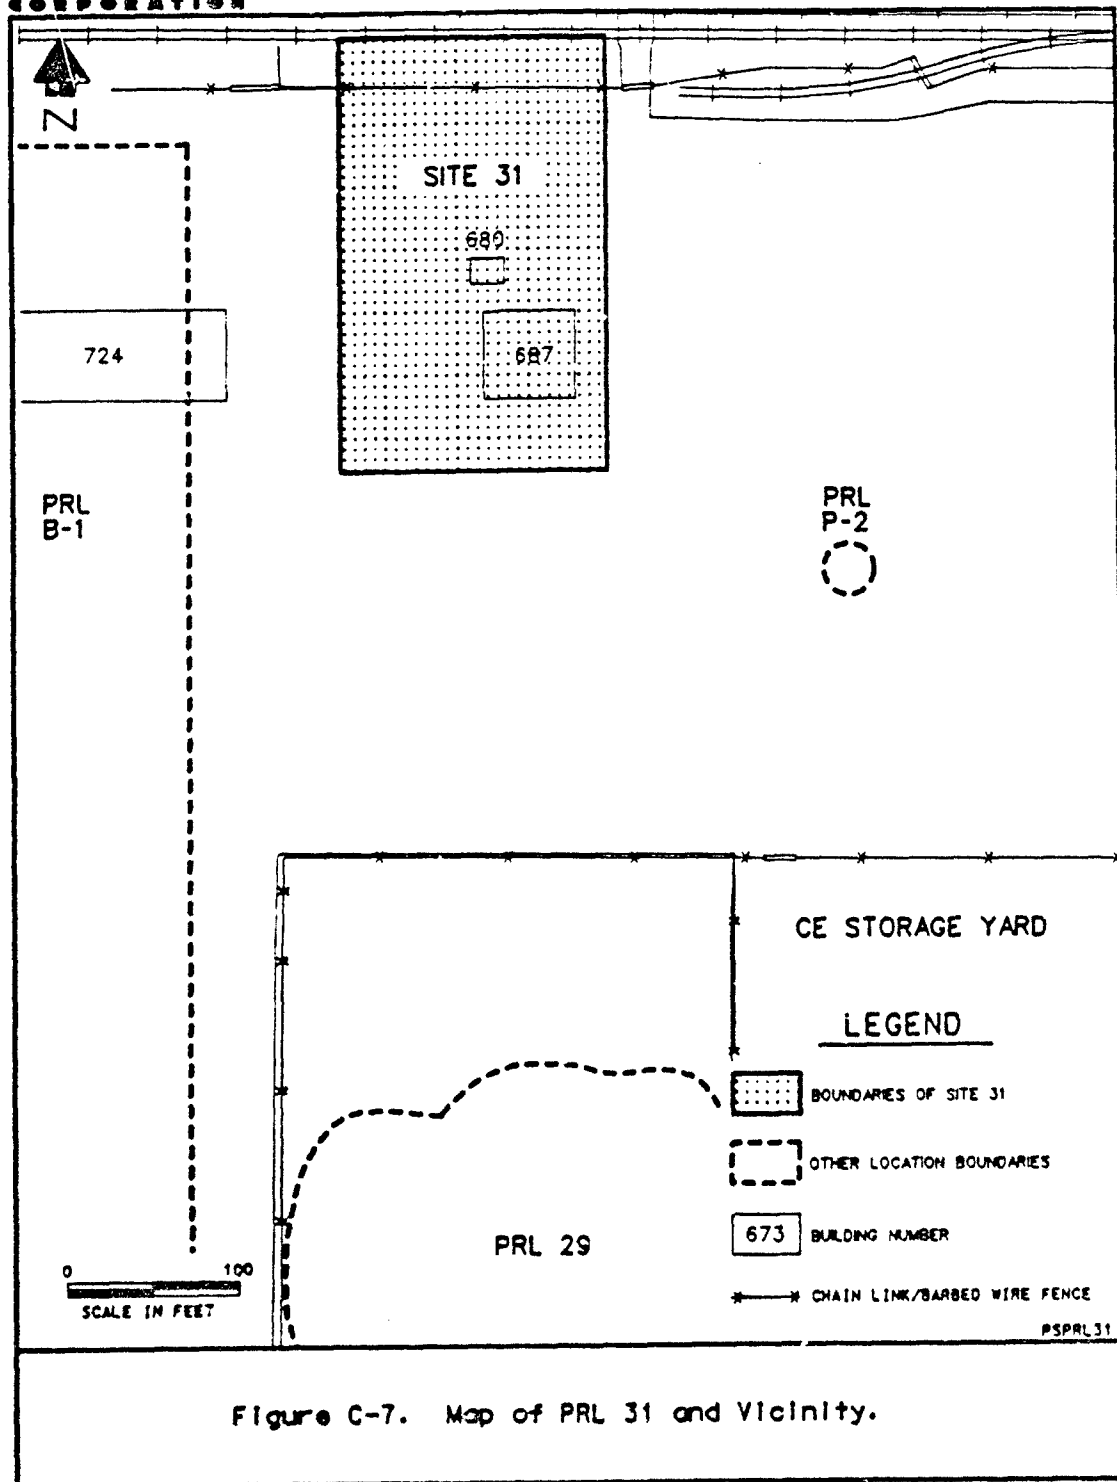 CORPORATION
N
SITE 31
680
724
687
PRL
B-1
PRL
P-2
CE STORAGE YARD
LEGEND
BOUNDARIES OF SITE 31
OTHER LOCATION BOUNDARIES
673 BUILDING NUMBER
CHAIN LINK/BARBED WIRE FENCE
PRL 29
0 100
SCALE IN FEET
PSPRL31
Figure C-7. Map of PRL 31 and Vicinity.